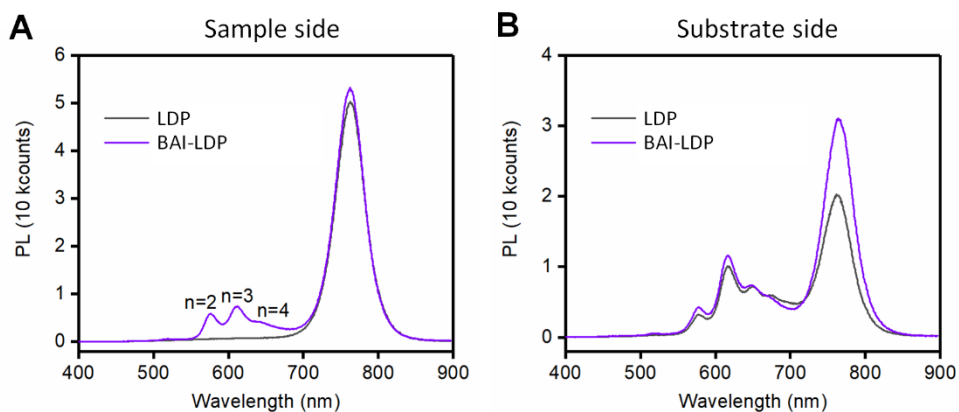 A
Sample side
PL (10 kcounts)
6
5
4
3
2
1
0
LDP
BAI-LDP
n=2
n=3
n=4
400
500
600
700
800
900
Wavelength (nm)
B
Substrate side
PL (10 kcounts)
4
3
2
1
0
LDP
BAI-LDP
400
500
600
700
800
900
Wavelength (nm)